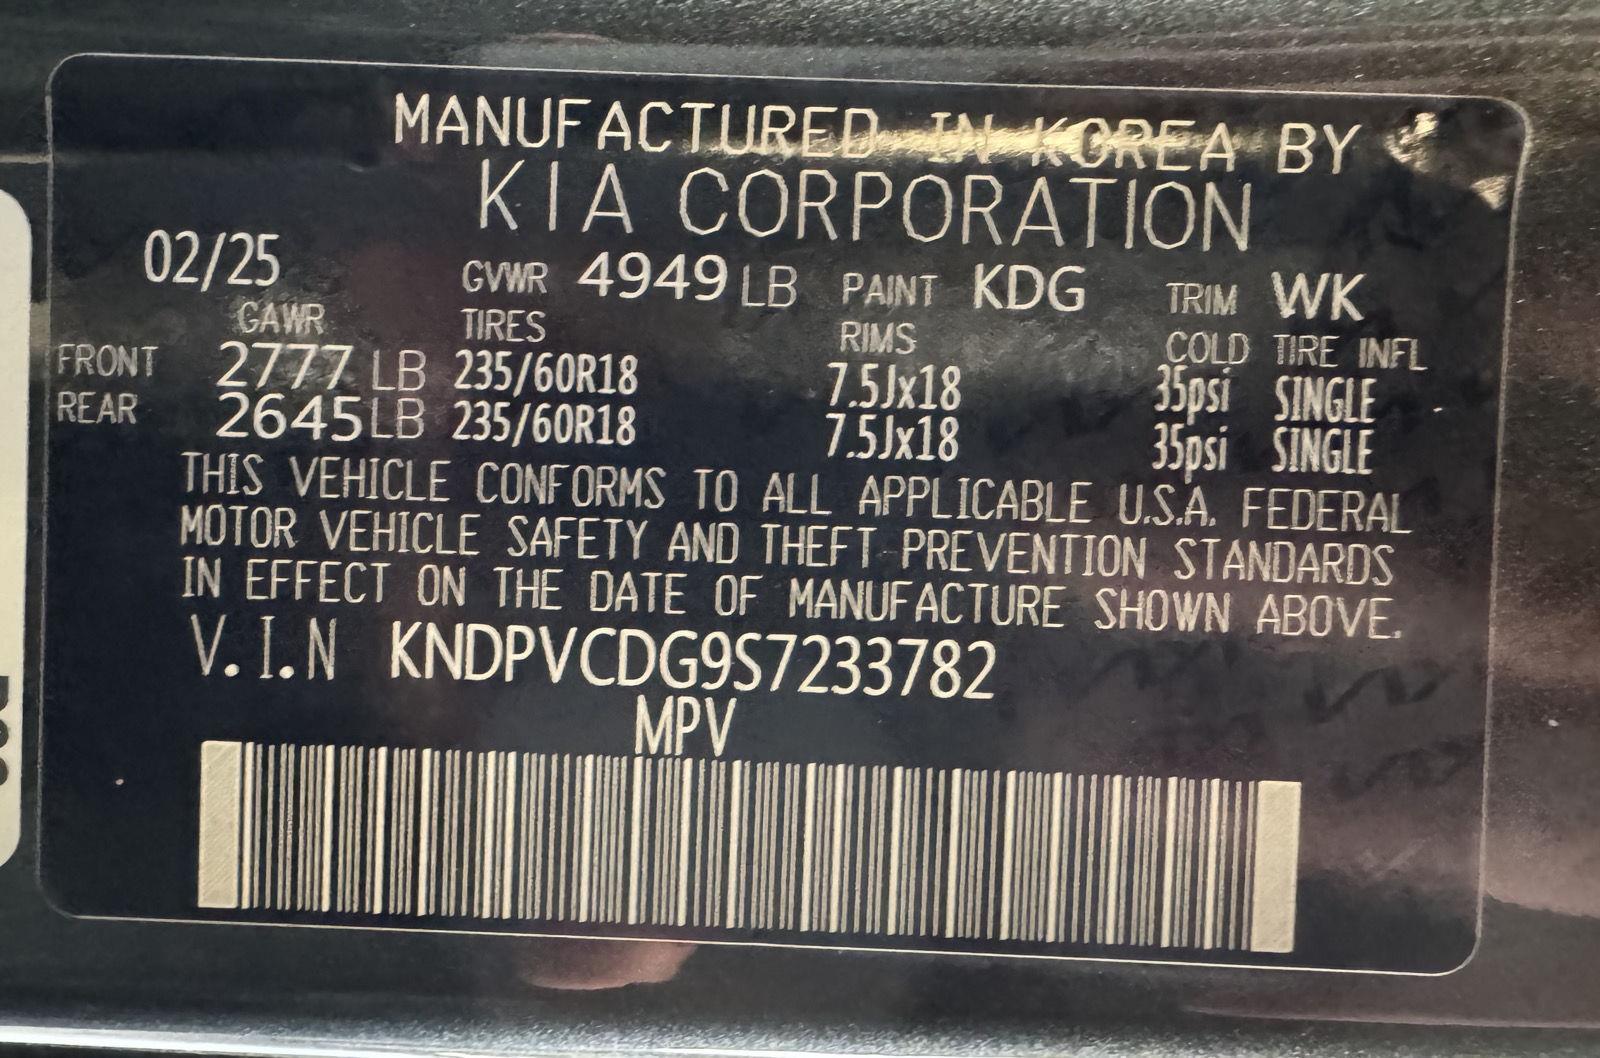 MANUFACTURED IN KOREA BY
KIA CORPORATION
02/25 GVWR 4949 LB PAINT KDG TRIM WK
GAWR TIRES RIMS COLD TIRE INFL
FRONT 2777 LB 235/60R18 7.5Jx18 35psi SINGLE
REAR 2645 LB 235/60R18 7.5Jx18 35psi SINGLE
THIS VEHICLE CONFORMS TO ALL APPLICABLE U.S.A. FEDERAL
MOTOR VEHICLE SAFETY AND THEFT PREVENTION STANDARDS
IN EFFECT ON THE DATE OF MANUFACTURE SHOWN ABOVE.
V.I.N KNDPVCDG9S7233782
MPV